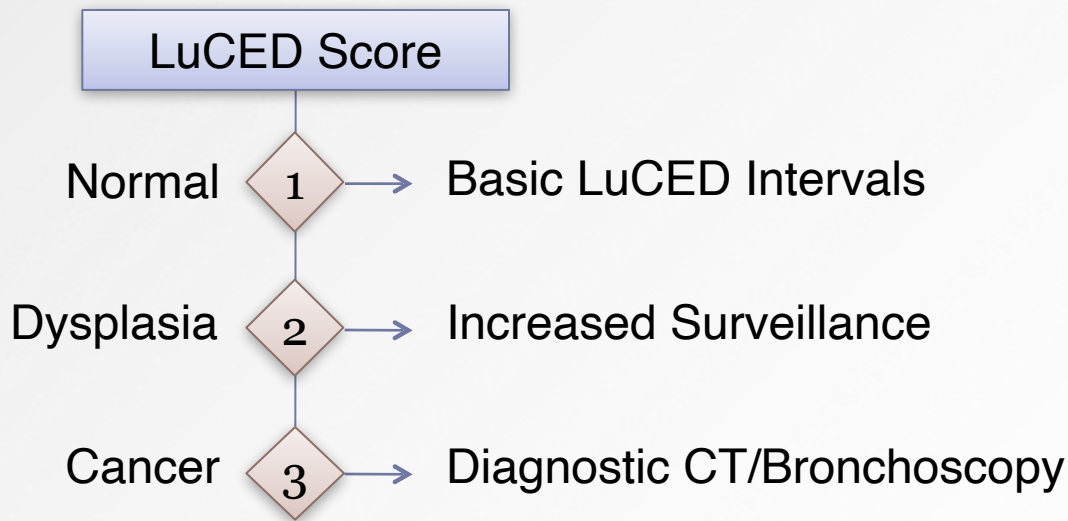 LuCED Score
Normal 1 Basic LuCED Intervals
Dysplasia 2 Increased Surveillance
Cancer 3 Diagnostic CT/Bronchoscopy